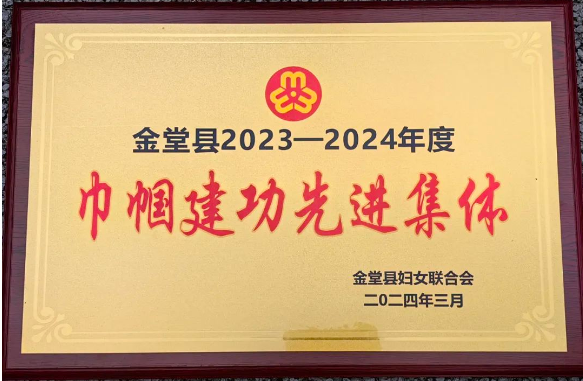 金堂县2023—2024年度
巾帼建功先进集体
金堂县妇女联合会
二〇二四年三月